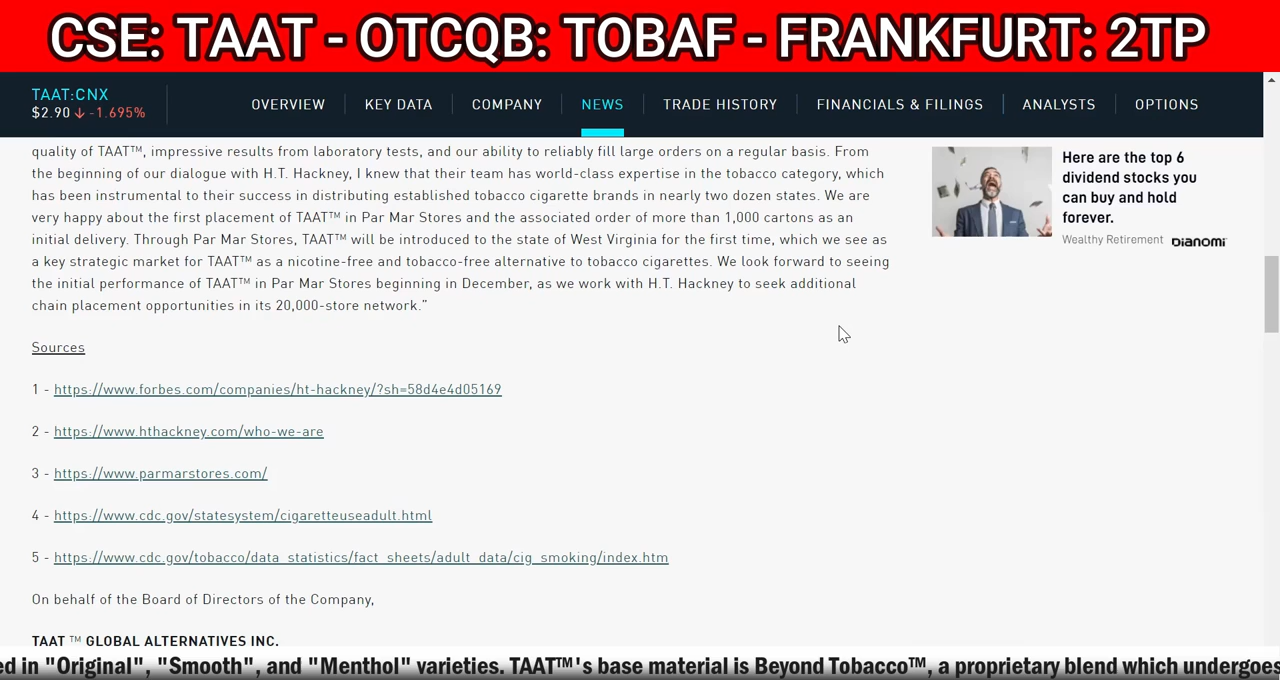 CSE: TAAT - OTCQB: TOBAF - FRANKFURT: 2TP
TAAT:CNX
$2.90 -1.695%
OVERVIEW
KEY DATA
COMPANY
NEWS
TRADE HISTORY
FINANCIALS & FILINGS
ANALYSTS
OPTIONS
quality of TAAT™, impressive results from laboratory tests, and our ability to reliably fill large orders on a regular basis. From
the beginning of our dialogue with H.T. Hackney, I knew that their team has world-class expertise in the tobacco category, which
has been instrumental to their success in distributing established tobacco cigarette brands in nearly two dozen states. We are
very happy about the first placement of TAAT™ in Par Mar Stores and the associated order of more than 1,000 cartons as an
initial delivery. Through Par Mar Stores, TAAT™ will be introduced to the state of West Virginia for the first time, which we see as
a key strategic market for TAAT™ as a nicotine-free and tobacco-free alternative to tobacco cigarettes. We look forward to seeing
the initial performance of TAAT™ in Par Mar Stores beginning in December, as we work with H.T. Hackney to seek additional
chain placement opportunities in its 20,000-store network."
Here are the top 6
dividend stocks you
can buy and hold
forever.
Wealthy Retirement DIANOMI
Sources
1 - https://www.forbes.com/companies/ht-hackney/?sh=58d4e4d05169
2 - https://www.hthackney.com/who-we-are
3 - https://www.parmarstores.com/
4 - https://www.cdc.gov/statesystem/cigaretteuseadult.html
5 - https://www.cdc.gov/tobacco/data_statistics/fact_sheets/adult_data/cig_smoking/index.htm
On behalf of the Board of Directors of the Company,
TAAT ™ GLOBAL ALTERNATIVES INC.
ed in "Original", "Smooth", and "Menthol" varieties. TAAT™'s base material is Beyond Tobacco™, a proprietary blend which undergoes